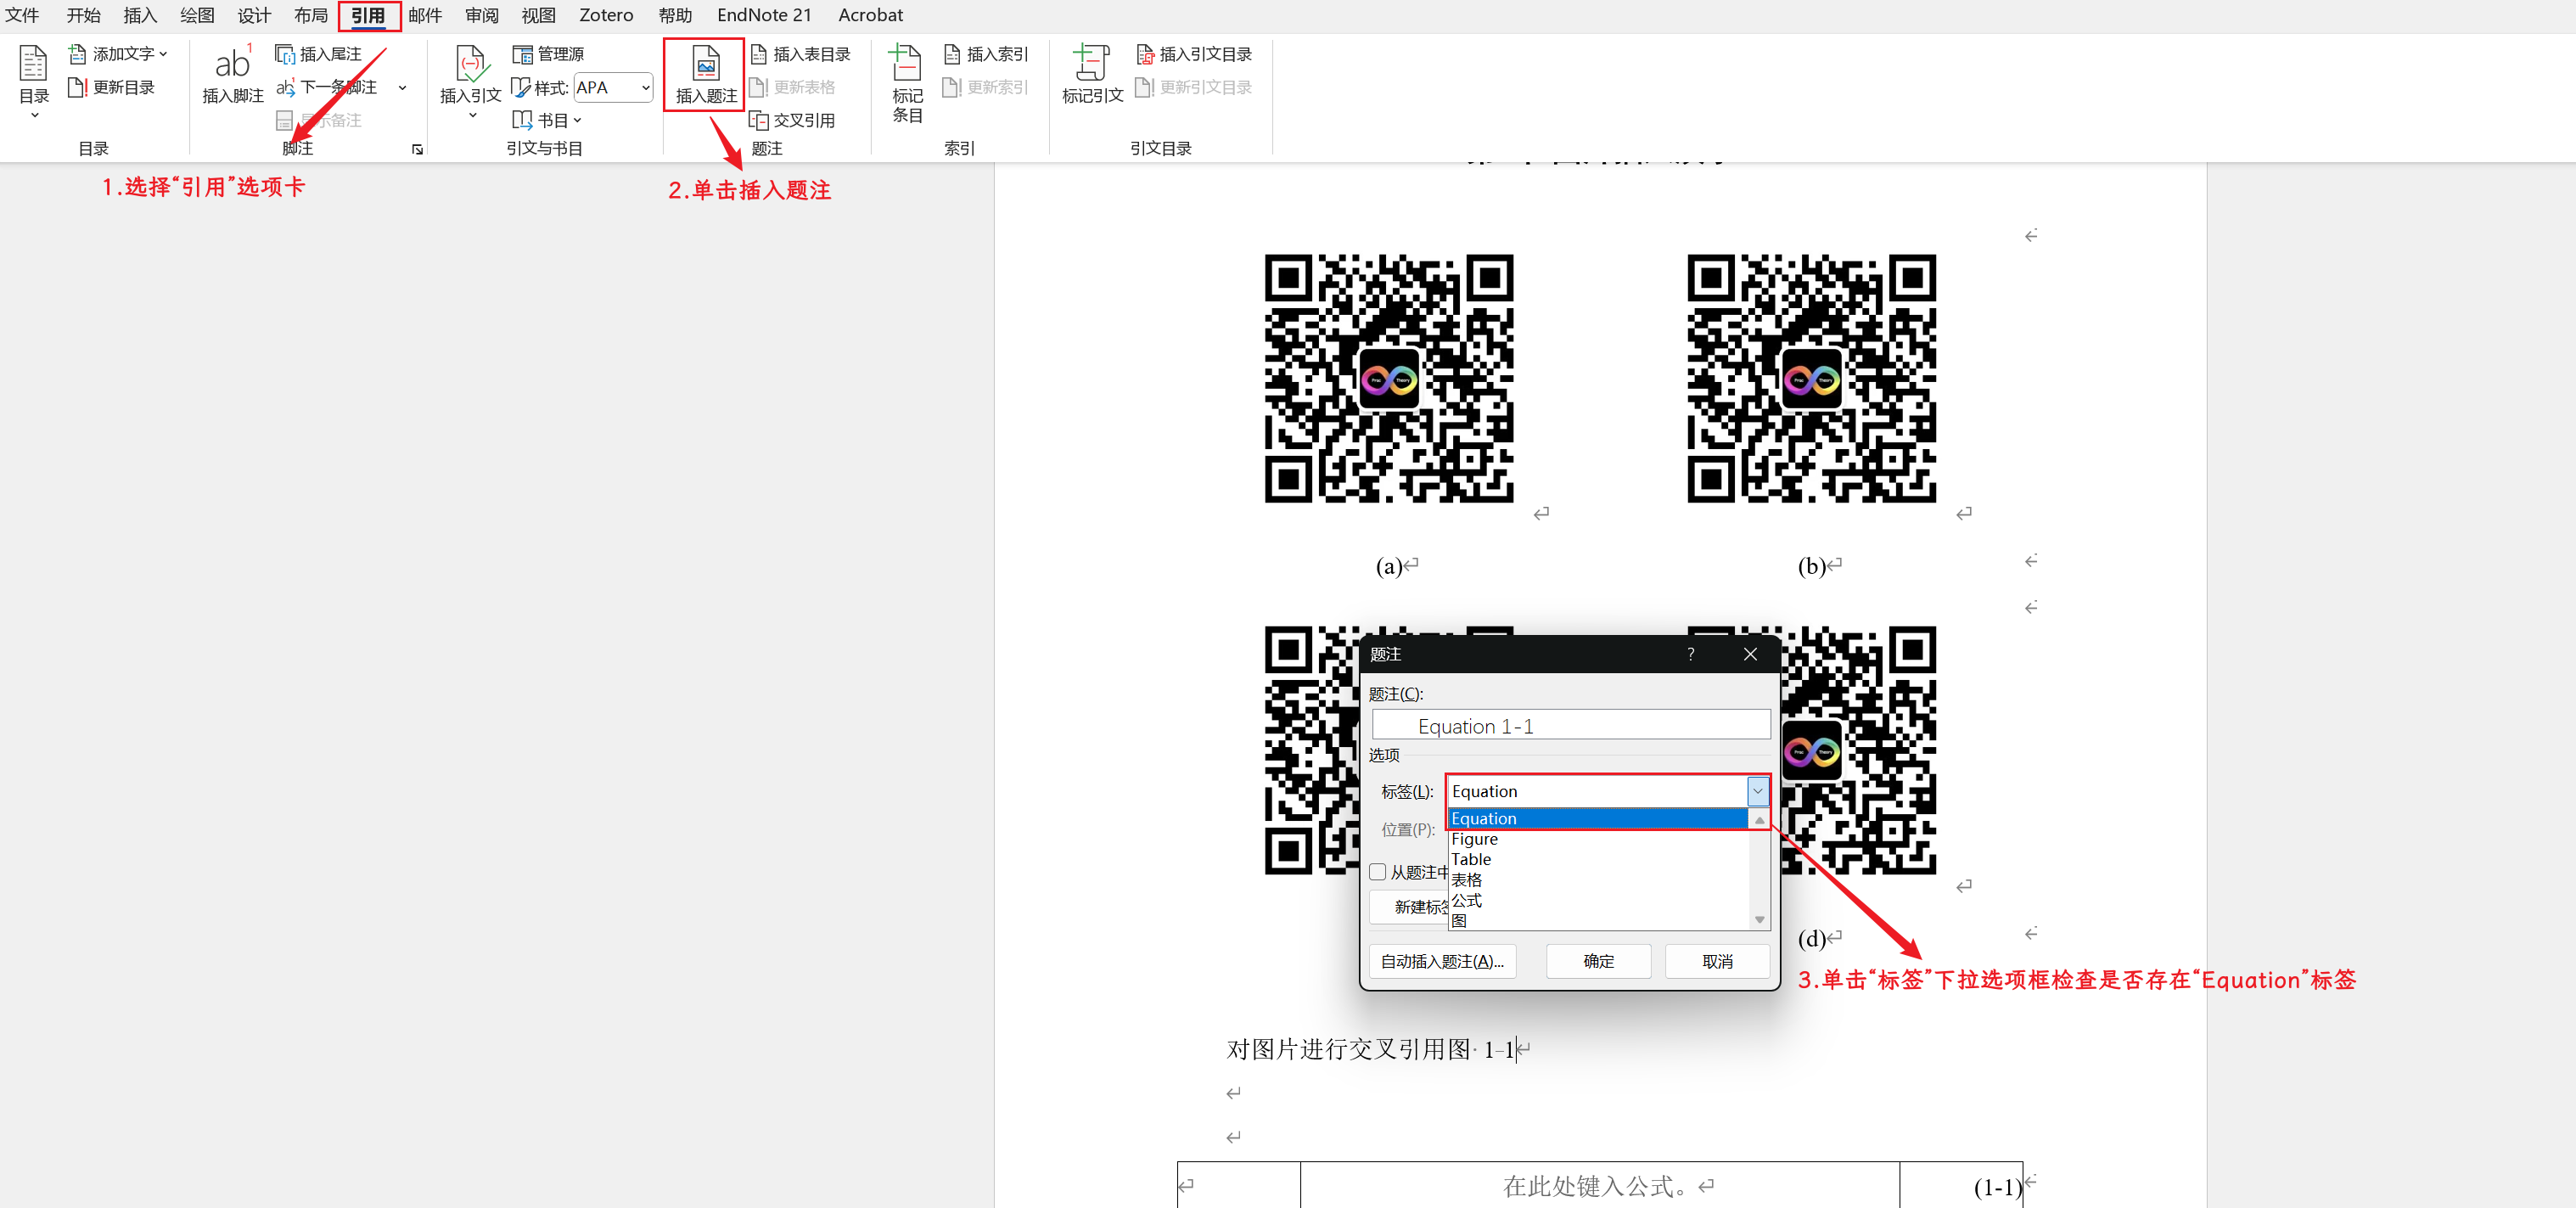 文件 开始 插入 绘图 设计 布局 引用 邮件 审阅 视图 Zotero 帮助 EndNote 21 Acrobat
目录
添加文字
更新目录
目录
ab1
插入脚注
插入尾注
下一条脚注
显示备注
脚注
插入引文
管理源
样式: APA
书目
引文与书目
插入题注
插入表目录
更新表格
交叉引用
题注
标记
条目
插入索引
更新索引
索引
标记引文
插入引文目录
更新引文目录
引文目录
1.选择“引用”选项卡
2.单击插入题注
(a)
(b)
题注
?
题注(C):
Equation 1-1
选项
标签(L): Equation
Equation
Figure
Table
表格
公式
图
位置(P):
从题注中
新建标签
自动插入题注(A)...
确定
取消
(d)
3.单击“标签”下拉选项框检查是否存在“Equation”标签
对图片进行交叉引用图 1-1
在此处键入公式。
(1-1)